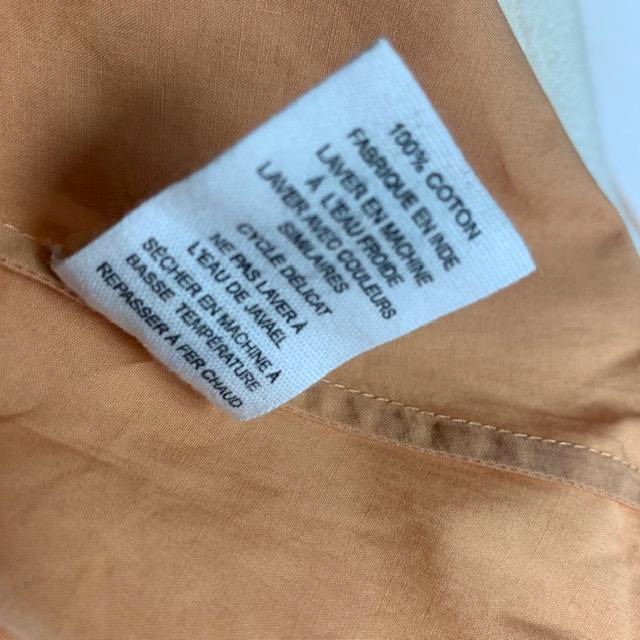 100% COTON
FABRIQUE EN INDE
LAVER EN MACHINE
À L'EAU FROIDE
LAVER AVEC COULEURS
SIMILAIRES
CYCLE DÉLICAT
NE PAS LAVER À
L'EAU DE JAVAEL
SÉCHER EN MACHINE À
BASSE TEMPÉRATURE
REPASSER À FER CHAUD